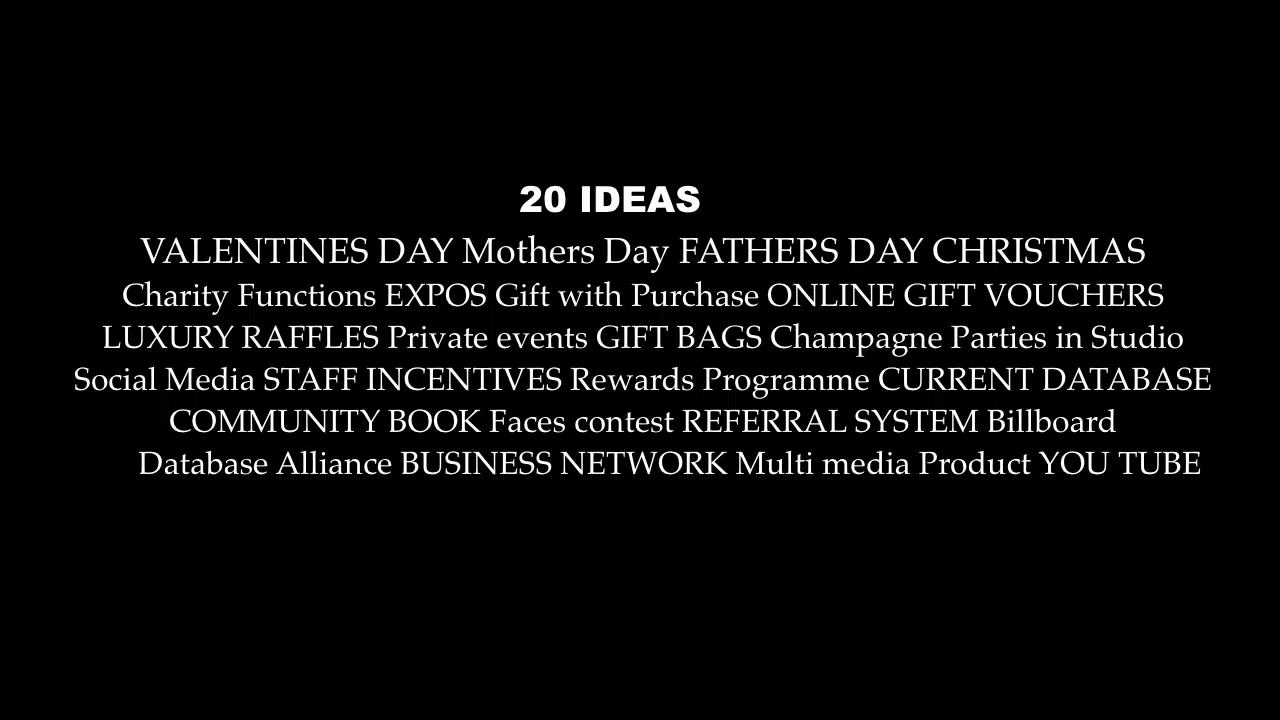 20 IDEAS
VALENTINES DAY Mothers Day FATHERS DAY CHRISTMAS
Charity Functions EXPOS Gift with Purchase ONLINE GIFT VOUCHERS
LUXURY RAFFLES Private events GIFT BAGS Champagne Parties in Studio
Social Media STAFF INCENTIVES Rewards Programme CURRENT DATABASE
COMMUNITY BOOK Faces contest REFERRAL SYSTEM Billboard
Database Alliance BUSINESS NETWORK Multi media Product YOU TUBE